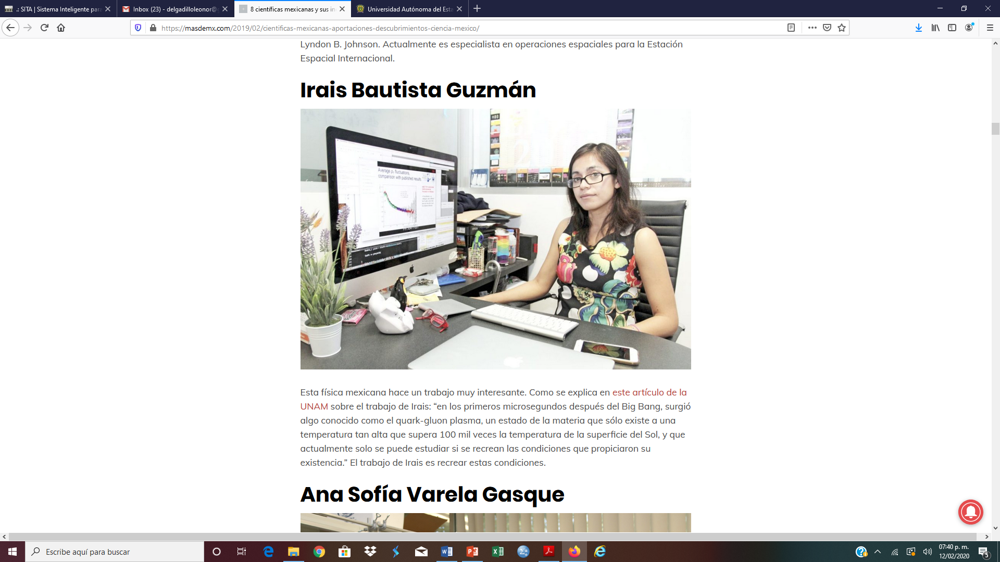 .: SITA | Sistema Inteligente para
Inbox (23) - delgadilloleonor@
8 científicas mexicanas y sus in
Universidad Autónoma del Esta
https://masdemx.com/2019/02/cientificas-mexicanas-aportaciones-descubrimientos-ciencia-mexico/
Lyndon B. Johnson. Actualmente es especialista en operaciones espaciales para la Estación
Espacial Internacional.
Irais Bautista Guzmán
Average pT fluctuations,
comparison with published results
Esta física mexicana hace un trabajo muy interesante. Como se explica en este artículo de la
UNAM sobre el trabajo de Irais: “en los primeros microsegundos después del Big Bang, surgió
algo conocido como el quark-gluon plasma, un estado de la materia que sólo existe a una
temperatura tan alta que supera 100 mil veces la temperatura de la superficie del Sol, y que
actualmente solo se puede estudiar si se recrean las condiciones que propiciaron su
existencia.” El trabajo de Irais es recrear estas condiciones.
Ana Sofía Varela Gasque
Escribe aquí para buscar
07:40 p. m.
12/02/2020
5